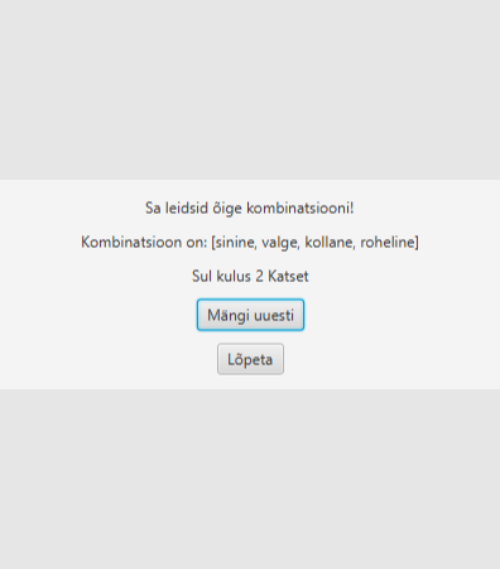 Sa leidsid õige kombinatsiooni!
Kombinatsioon on: [sinine, valge, kollane, roheline]
Sul kulus 2 Katset
Mängi uuesti
Lõpeta